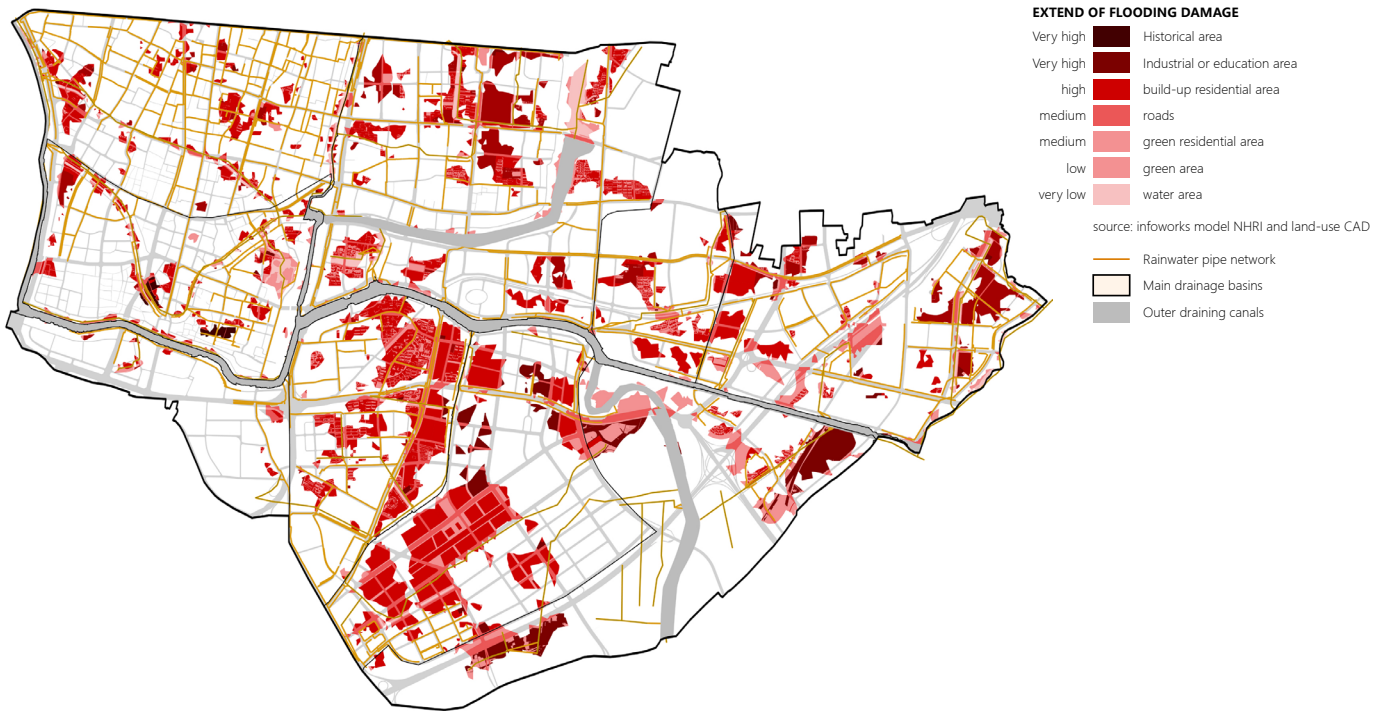 EXTEND OF FLOODING DAMAGE
Very high Historical area
Very high Industrial or education area
high build-up residential area
medium roads
medium green residential area
low green area
very low water area
source: infoworks model NHRI and land-use CAD
Rainwater pipe network
Main drainage basins
Outer draining canals